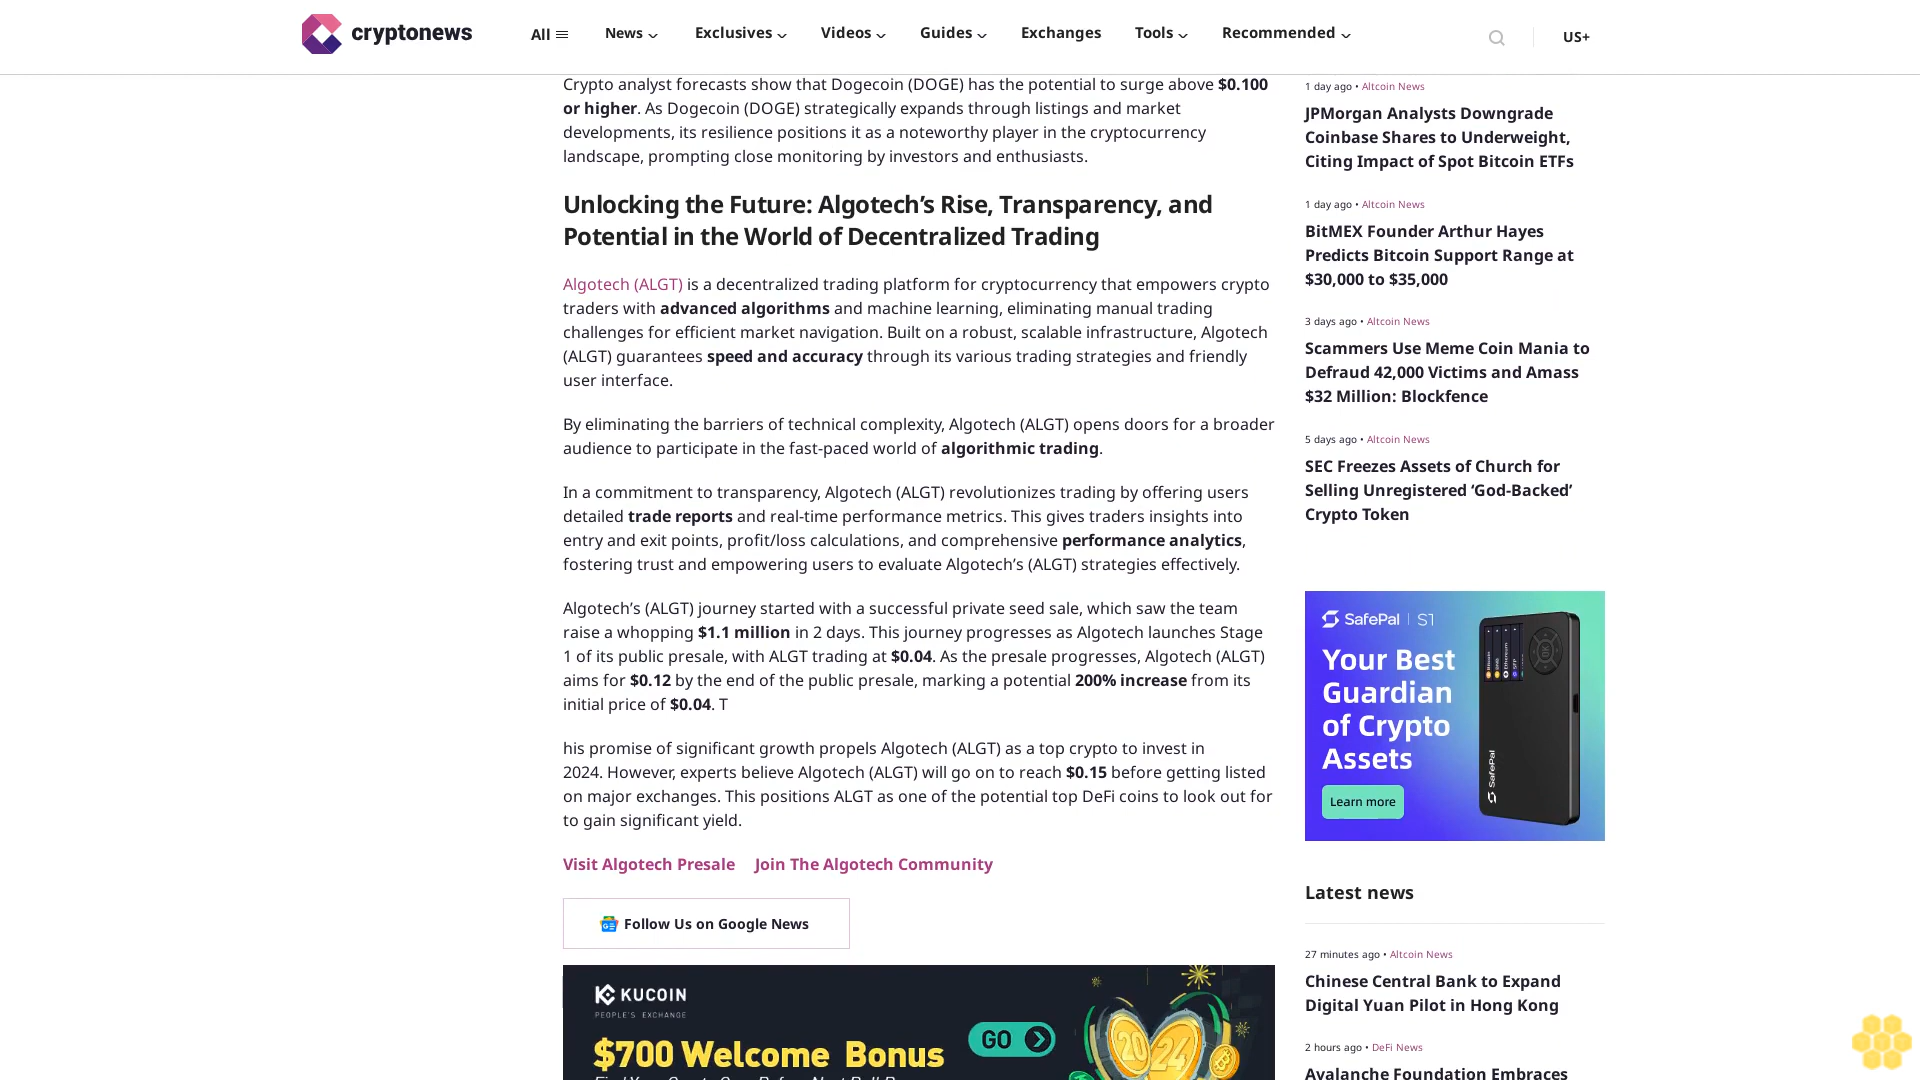 cryptonews
All
News
Exclusives
Videos
Guides
Exchanges
Tools
Recommended
US+
Crypto analyst forecasts show that Dogecoin (DOGE) has the potential to surge above $0.100
or higher. As Dogecoin (DOGE) strategically expands through listings and market
developments, its resilience positions it as a noteworthy player in the cryptocurrency
landscape, prompting close monitoring by investors and enthusiasts.
Unlocking the Future: Algotech’s Rise, Transparency, and
Potential in the World of Decentralized Trading
Algotech (ALGT) is a decentralized trading platform for cryptocurrency that empowers crypto
traders with advanced algorithms and machine learning, eliminating manual trading
challenges for efficient market navigation. Built on a robust, scalable infrastructure, Algotech
(ALGT) guarantees speed and accuracy through its various trading strategies and friendly
user interface.
By eliminating the barriers of technical complexity, Algotech (ALGT) opens doors for a broader
audience to participate in the fast-paced world of algorithmic trading.
In a commitment to transparency, Algotech (ALGT) revolutionizes trading by offering users
detailed trade reports and real-time performance metrics. This gives traders insights into
entry and exit points, profit/loss calculations, and comprehensive performance analytics,
fostering trust and empowering users to evaluate Algotech’s (ALGT) strategies effectively.
Algotech’s (ALGT) journey started with a successful private seed sale, which saw the team
raise a whopping $1.1 million in 2 days. This journey progresses as Algotech launches Stage
1 of its public presale, with ALGT trading at $0.04. As the presale progresses, Algotech (ALGT)
aims for $0.12 by the end of the public presale, marking a potential 200% increase from its
initial price of $0.04. T
his promise of significant growth propels Algotech (ALGT) as a top crypto to invest in
2024. However, experts believe Algotech (ALGT) will go on to reach $0.15 before getting listed
on major exchanges. This positions ALGT as one of the potential top DeFi coins to look out for
to gain significant yield.
Visit Algotech Presale Join The Algotech Community
Follow Us on Google News
KUCOIN
PEOPLE'S EXCHANGE
$700 Welcome Bonus
GO
20
24
1 day ago • Altcoin News
JPMorgan Analysts Downgrade
Coinbase Shares to Underweight,
Citing Impact of Spot Bitcoin ETFs
1 day ago • Altcoin News
BitMEX Founder Arthur Hayes
Predicts Bitcoin Support Range at
$30,000 to $35,000
3 days ago • Altcoin News
Scammers Use Meme Coin Mania to
Defraud 42,000 Victims and Amass
$32 Million: Blockfence
5 days ago • Altcoin News
SEC Freezes Assets of Church for
Selling Unregistered ‘God-Backed’
Crypto Token
SafePal | S1
Your Best
Guardian
of Crypto
Assets
Learn more
OK
SafePal
Latest news
27 minutes ago • Altcoin News
Chinese Central Bank to Expand
Digital Yuan Pilot in Hong Kong
2 hours ago • DeFi News
Avalanche Foundation Embraces